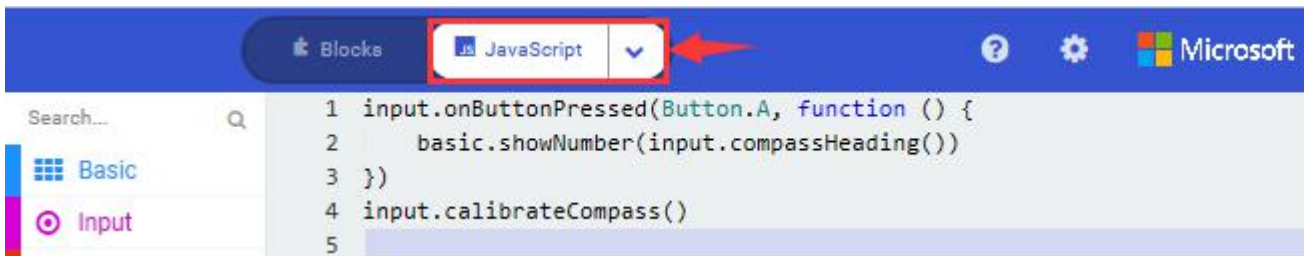 Blocks JS JavaScript Microsoft
Search...
Basic
Input
1 input.onButtonPressed(Button.A, function () {
2     basic.showNumber(input.compassHeading())
3 })
4 input.calibrateCompass()
5